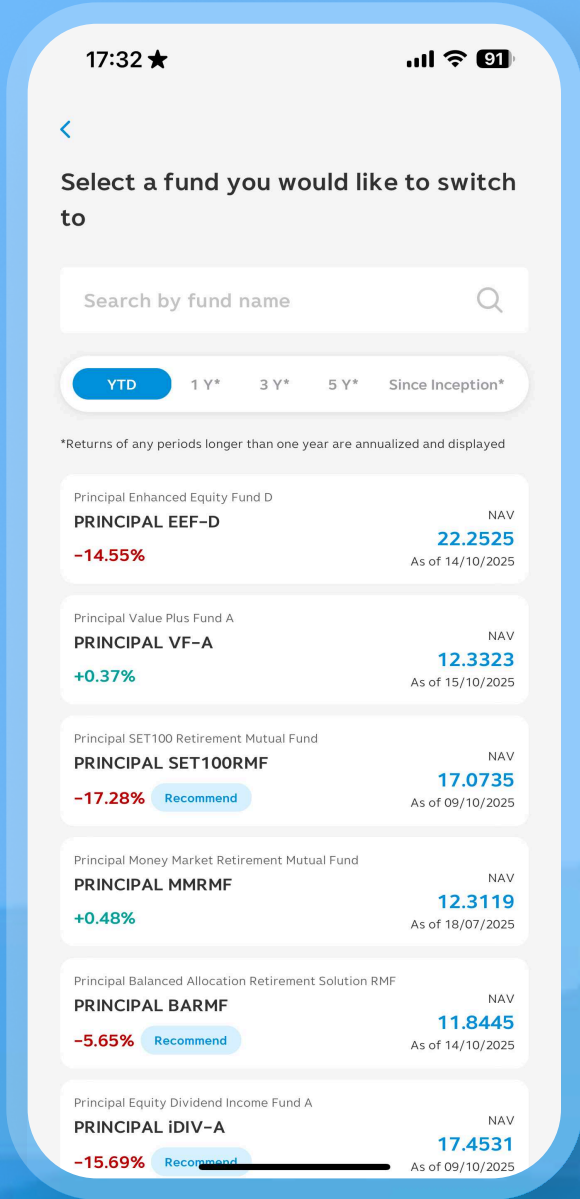 17:32 ★
91
Select a fund you would like to switch
to
Search by fund name
YTD 1 Y* 3 Y* 5 Y* Since Inception*
*Returns of any periods longer than one year are annualized and displayed
Principal Enhanced Equity Fund D
PRINCIPAL EEF-D
-14.55%
NAV
22.2525
As of 14/10/2025
Principal Value Plus Fund A
PRINCIPAL VF-A
+0.37%
NAV
12.3323
As of 15/10/2025
Principal SET100 Retirement Mutual Fund
PRINCIPAL SET100RMF
-17.28% Recommend
NAV
17.0735
As of 09/10/2025
Principal Money Market Retirement Mutual Fund
PRINCIPAL MMRMF
+0.48%
NAV
12.3119
As of 18/07/2025
Principal Balanced Allocation Retirement Solution RMF
PRINCIPAL BARMF
-5.65% Recommend
NAV
11.8445
As of 14/10/2025
Principal Equity Dividend Income Fund A
PRINCIPAL iDIV-A
-15.69% Recommend
NAV
17.4531
As of 09/10/2025